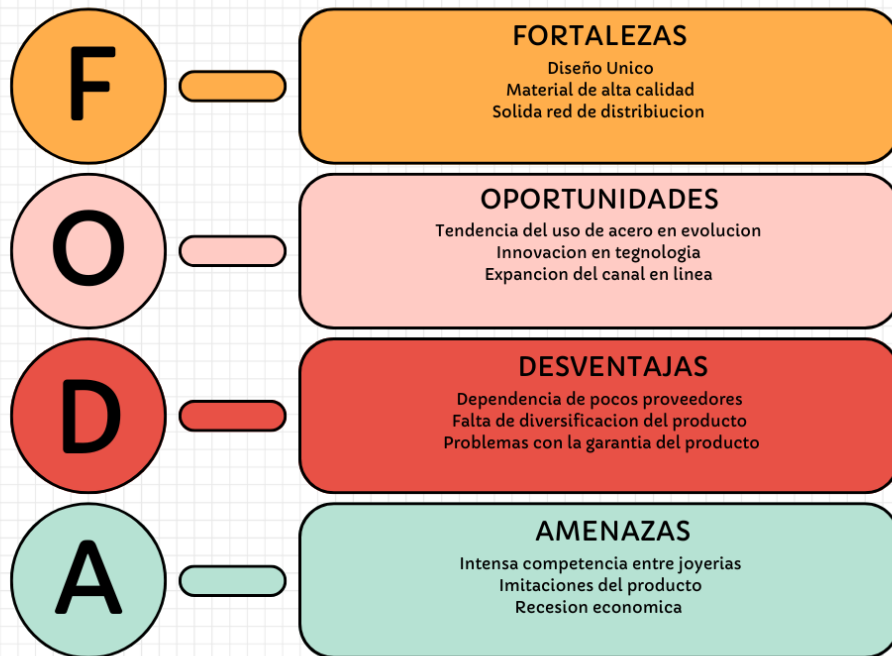 F
FORTALEZAS
Diseño Unico
Material de alta calidad
Solida red de distribiucion
O
OPORTUNIDADES
Tendencia del uso de acero en evolucion
Innovacion en tegnologia
Expancion del canal en linea
D
DESVENTAJAS
Dependencia de pocos proveedores
Falta de diversificacion del producto
Problemas con la garantia del producto
A
AMENAZAS
Intensa competencia entre joyerias
Imitaciones del producto
Recesion economica